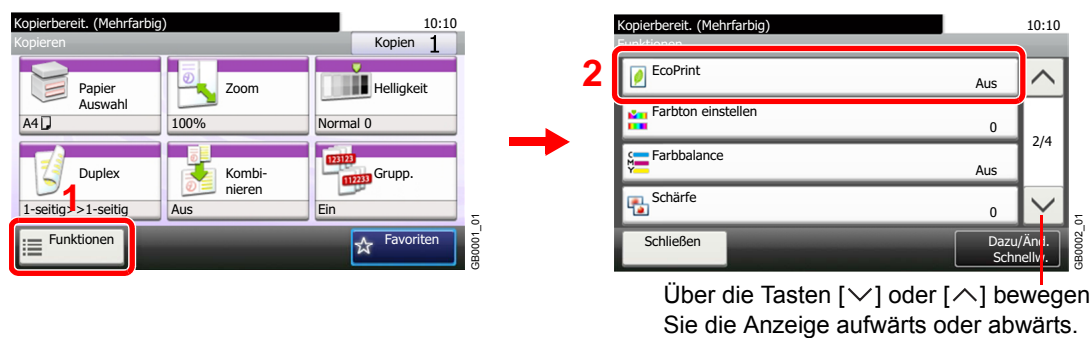 Kopierbereit. (Mehrfarbig) 10:10
Kopieren
Kopien 1
Papier
Auswahl
A4
Zoom
100%
Helligkeit
Normal 0
Duplex
1-seitig>>1-seitig
Kombi-
nieren
Aus
123123
112233
Grupp.
Ein
1
Funktionen
Favoriten
GB0001_01
Kopierbereit. (Mehrfarbig) 10:10
Funktionen
2
EcoPrint
Aus
Farbton einstellen
0
2/4
C
M
Y
Farbbalance
Aus
Schärfe
0
Schließen
Dazu/Änd.
Schnellw.
GB0002_01
Über die Tasten [∨] oder [∧] bewegen
Sie die Anzeige aufwärts oder abwärts.